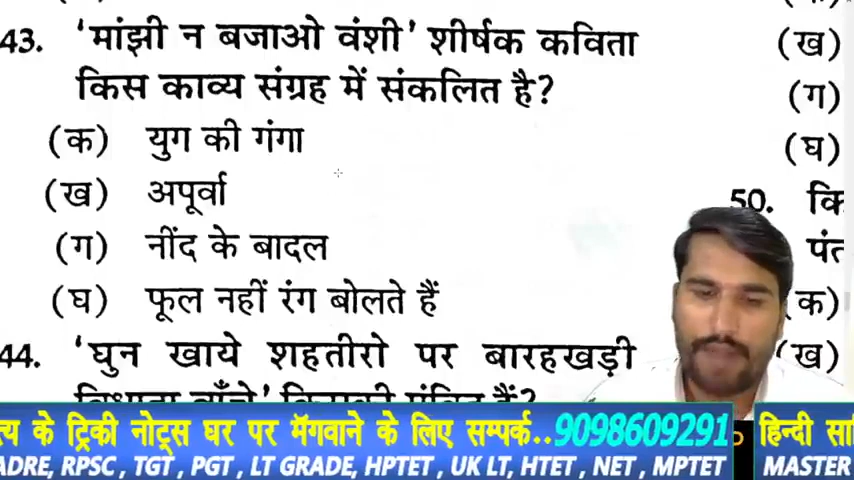 43. 'मांझी न बजाओ वंशी' शीर्षक कविता
किस काव्य संग्रह में संकलित है?
(क) युग की गंगा
(ख) अपूर्वा
(ग) नींद के बादल
(घ) फूल नहीं रंग बोलते हैं
44. 'घुन खाये शहतीरो पर बारहखड़ी
(ख)
(ग)
(घ)
50. कि
पंत
क)
(ख)
त्य के ट्रिकी नोट्स घर पर मॅगवाने के लिए सम्पर्क..9098609291
हिन्दी सा
ADRE, RPSC , TGT , PGT , LT GRADE, HPTET , UK LT, HTET , NET , MPTET
MASTER